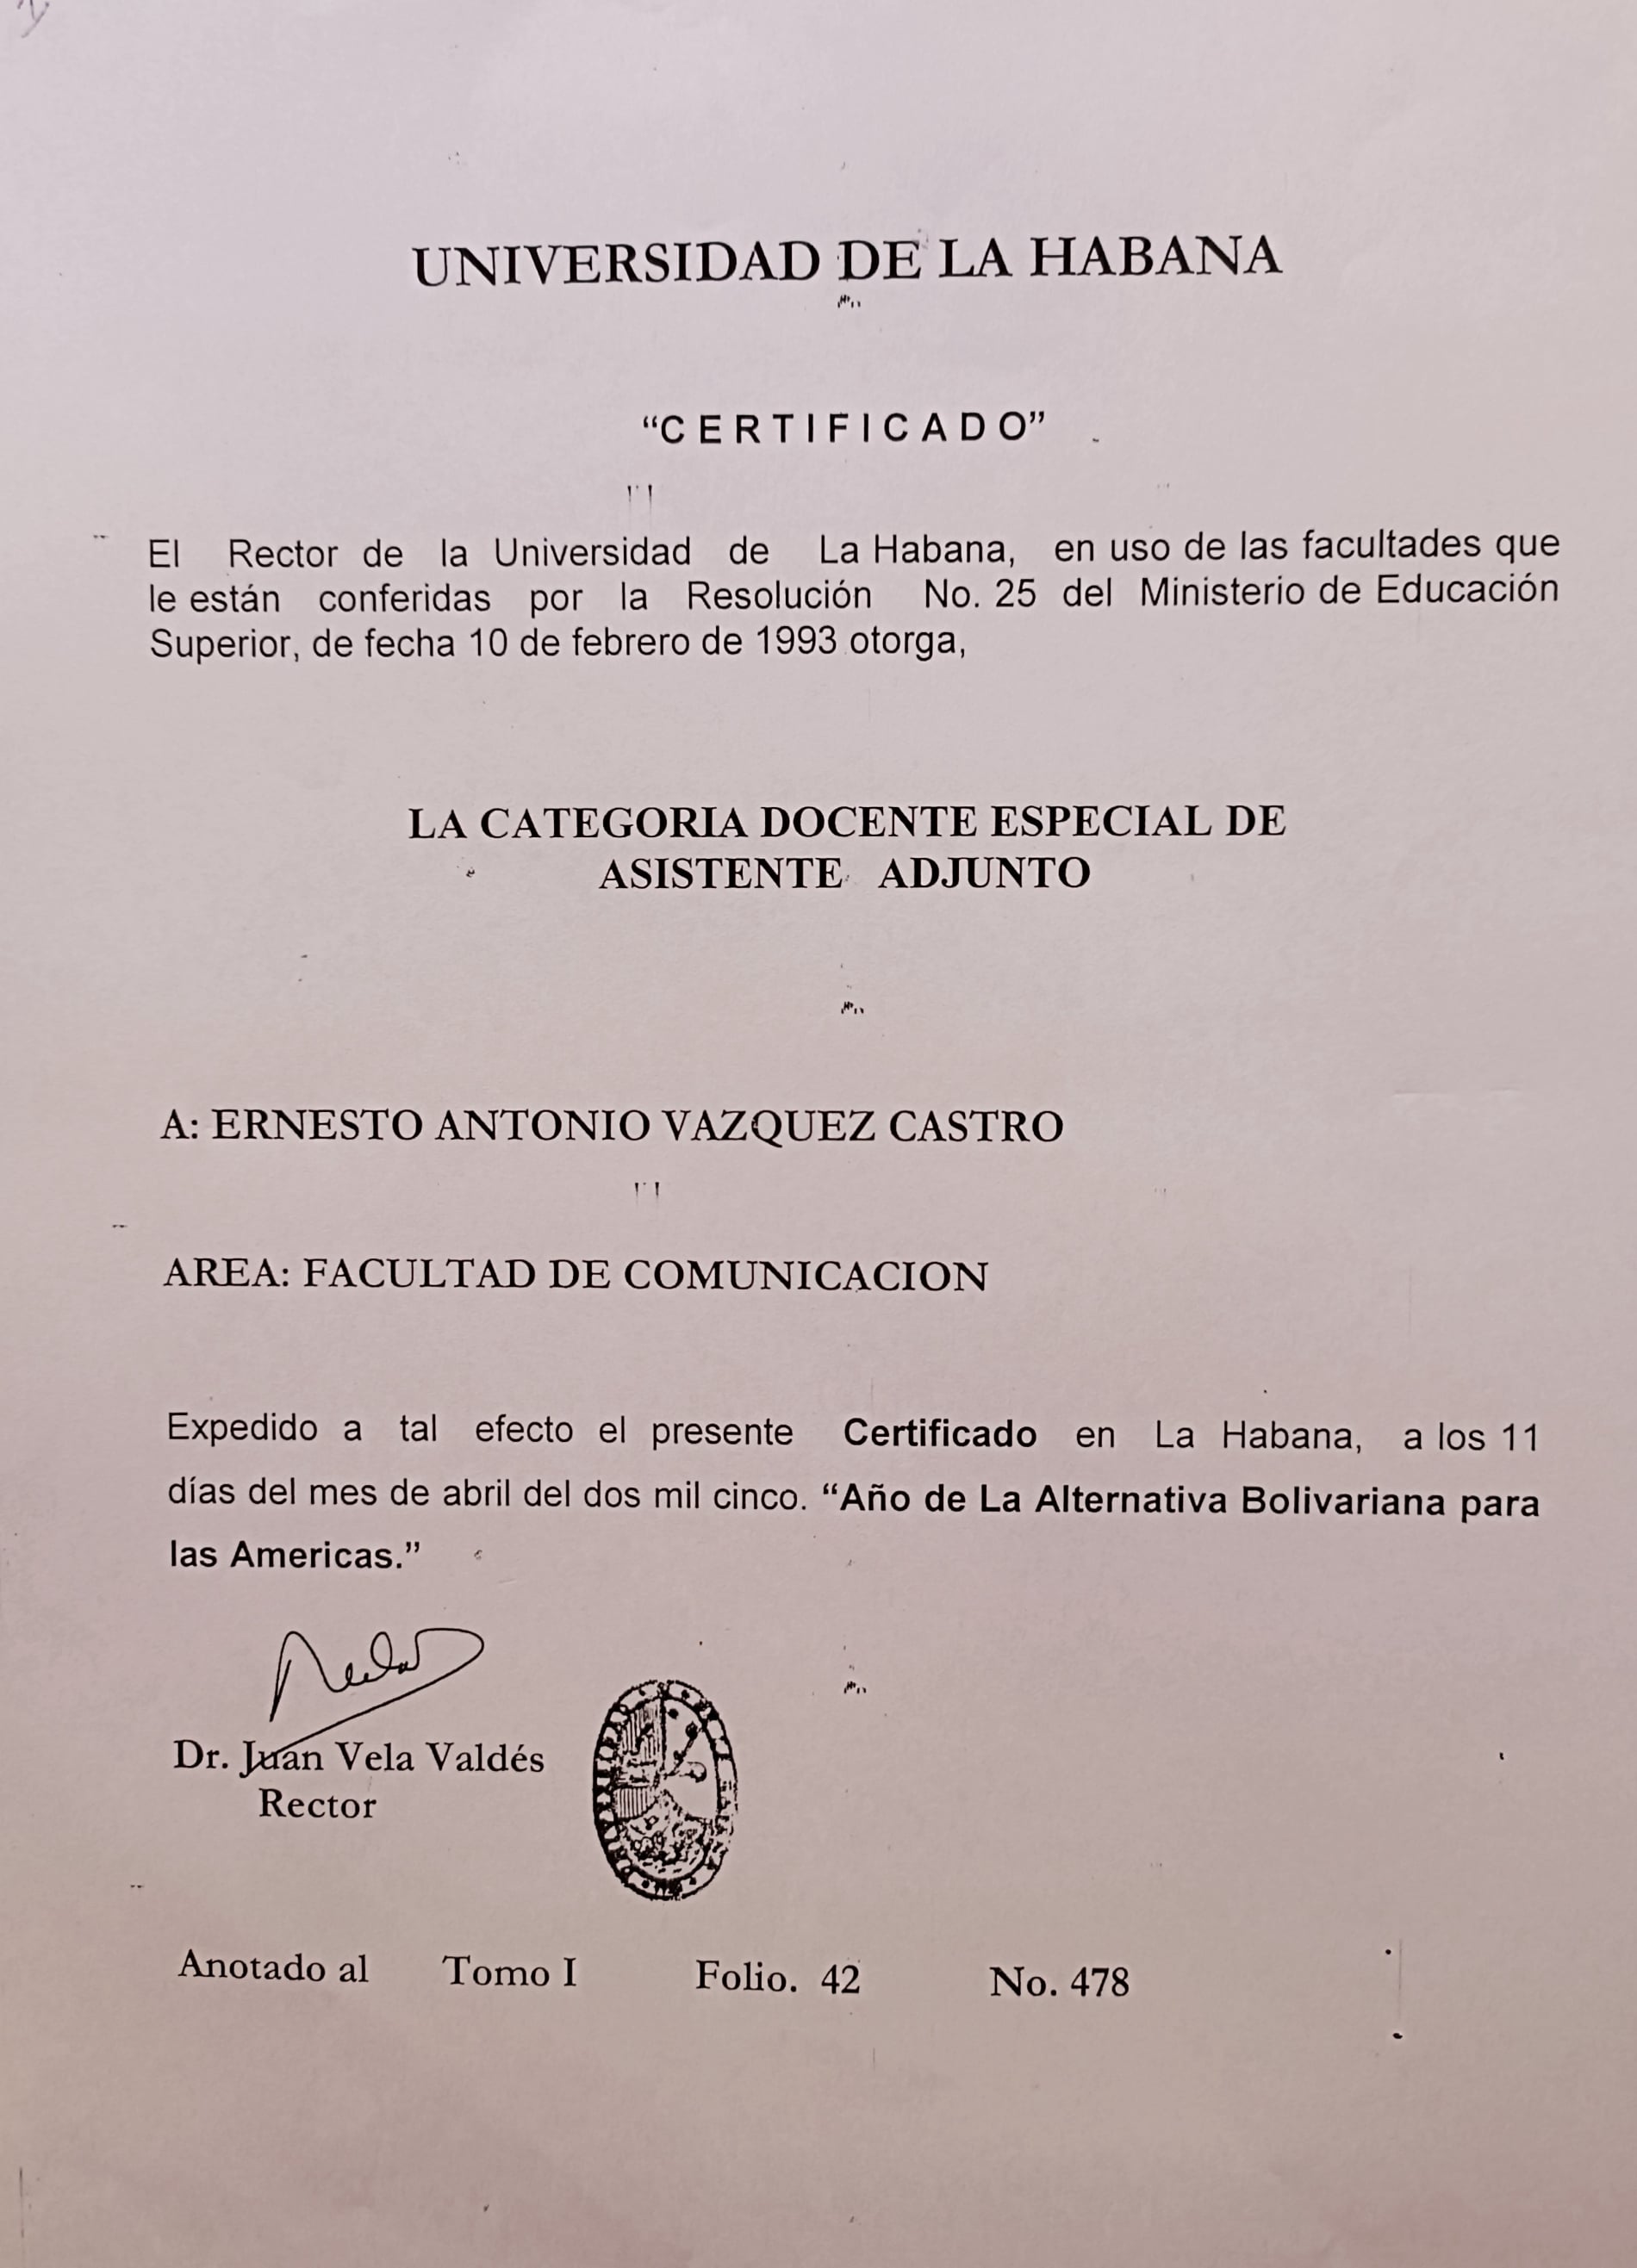 UNIVERSIDAD DE LA HABANA
“CERTIFICADO”
El Rector de la Universidad de La Habana, en uso de las facultades que
le están conferidas por la Resolución No. 25 del Ministerio de Educación
Superior, de fecha 10 de febrero de 1993 otorga,
LA CATEGORIA DOCENTE ESPECIAL DE
ASISTENTE ADJUNTO
A: ERNESTO ANTONIO VAZQUEZ CASTRO
AREA: FACULTAD DE COMUNICACION
Expedido a tal efecto el presente Certificado en La Habana, a los 11
días del mes de abril del dos mil cinco. “Año de La Alternativa Bolivariana para
las Americas.”
Dr. Juan Vela Valdés
Rector
Anotado al Tomo I Folio. 42 No. 478